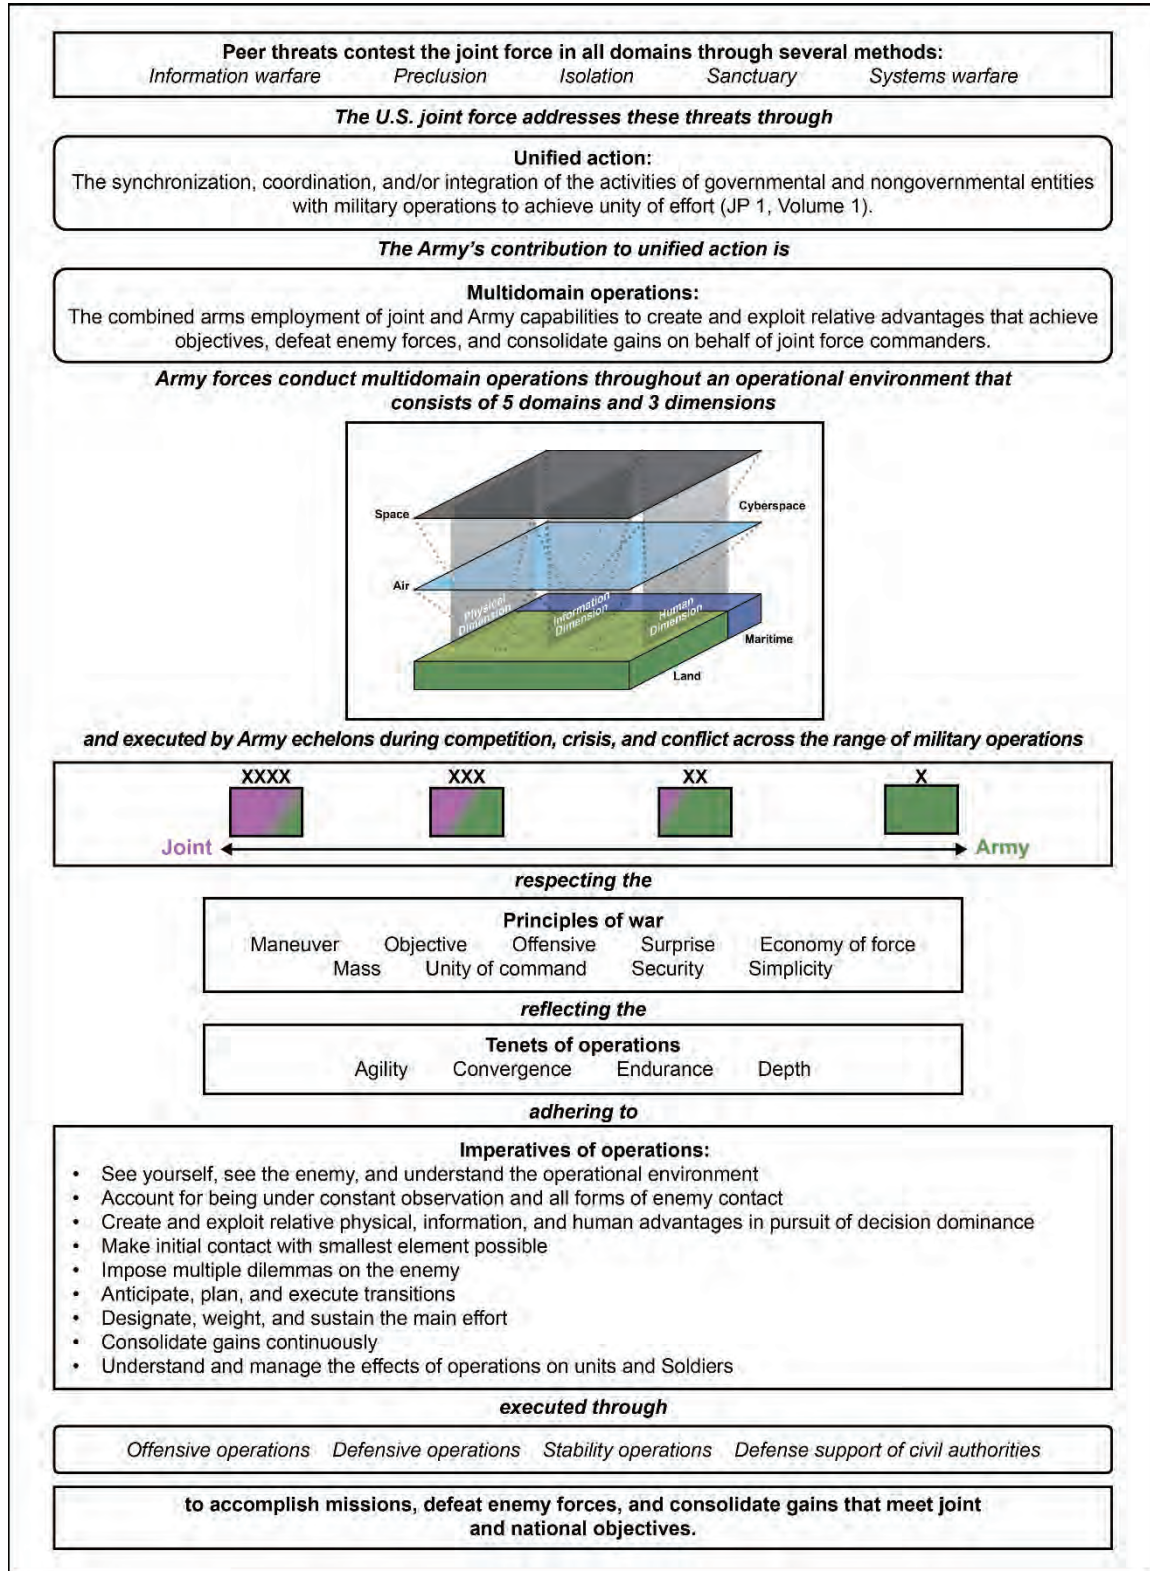 Peer threats contest the joint force in all domains through several methods:
Information warfare Preclusion Isolation Sanctuary Systems warfare
The U.S. joint force addresses these threats through
Unified action:
The synchronization, coordination, and/or integration of the activities of governmental and nongovernmental entities
with military operations to achieve unity of effort (JP 1, Volume 1).
The Army's contribution to unified action is
Multidomain operations:
The combined arms employment of joint and Army capabilities to create and exploit relative advantages that achieve
objectives, defeat enemy forces, and consolidate gains on behalf of joint force commanders.
Army forces conduct multidomain operations throughout an operational environment that
consists of 5 domains and 3 dimensions
Space
Cyberspace
Air
Physical
Dimension
Information
Dimension
Human
Dimension
Maritime
Land
and executed by Army echelons during competition, crisis, and conflict across the range of military operations
XXXX XXX XX X
Joint Army
respecting the
Principles of war
Maneuver Objective Offensive Surprise Economy of force
Mass Unity of command Security Simplicity
reflecting the
Tenets of operations
Agility Convergence Endurance Depth
adhering to
Imperatives of operations:
• See yourself, see the enemy, and understand the operational environment
• Account for being under constant observation and all forms of enemy contact
• Create and exploit relative physical, information, and human advantages in pursuit of decision dominance
• Make initial contact with smallest element possible
• Impose multiple dilemmas on the enemy
• Anticipate, plan, and execute transitions
• Designate, weight, and sustain the main effort
• Consolidate gains continuously
• Understand and manage the effects of operations on units and Soldiers
executed through
Offensive operations Defensive operations Stability operations Defense support of civil authorities
to accomplish missions, defeat enemy forces, and consolidate gains that meet joint
and national objectives.